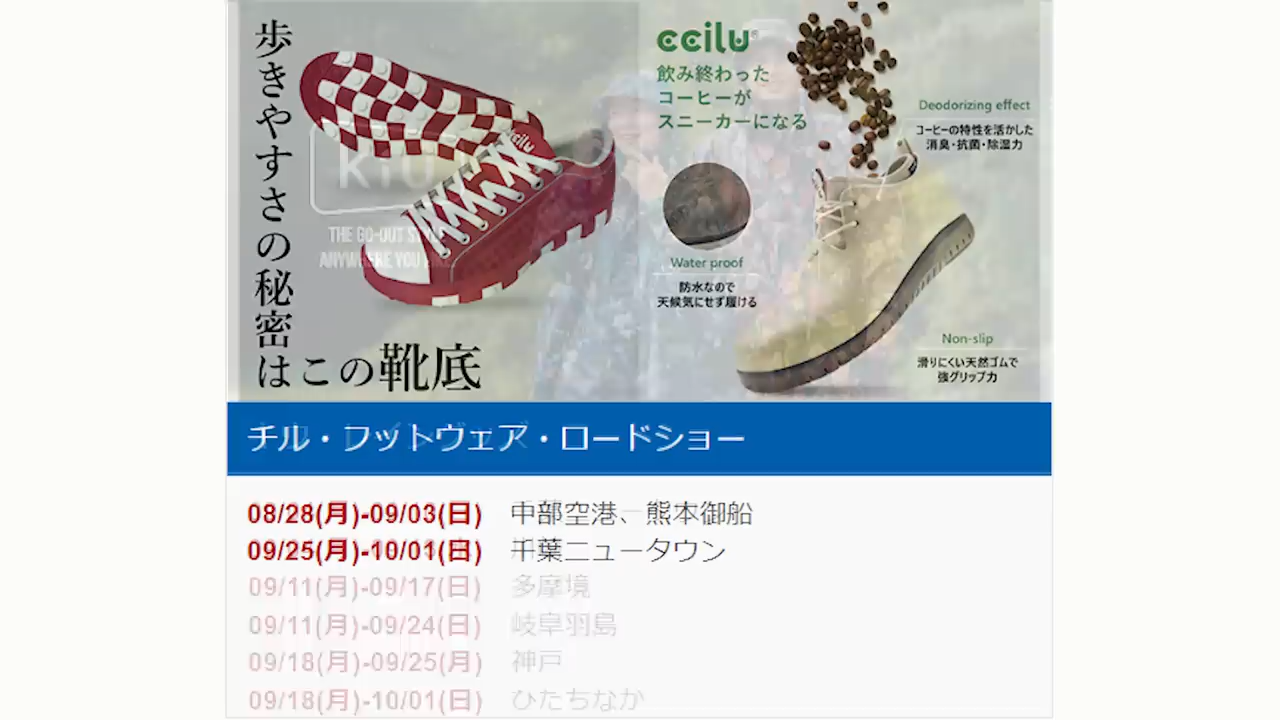 歩きやすさの秘密はこの靴底
ccilu
ccilu
飲み終わった
コーヒーが
スニーカーになる
Deodorizing effect
コーヒーの特性を活かした
消臭・抗菌・除湿力
Water proof
防水なので
天候気にせず履ける
Non-slip
滑りにくい天然ゴムで
強グリップ力
THE GO-OUT
チル・フットウェア・ロードショー
08/28(月)-09/03(日) 中部空港、熊本御船
09/25(月)-10/01(日) 千葉ニュータウン
09/11(月)-09/17(日) 多摩境
09/11(月)-09/24(日) 岐阜羽島
09/18(月)-09/25(月) 神戸
09/18(月)-10/01(日) ひたちなか